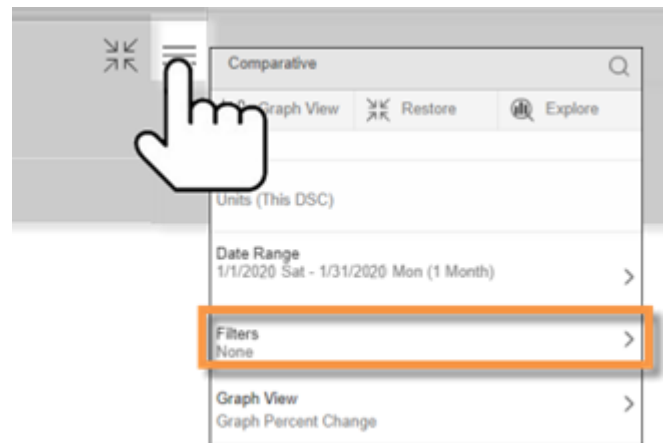 Comparative
Graph View Restore Explore
Units (This DSC)
Date Range
1/1/2020 Sat - 1/31/2020 Mon (1 Month)
Filters
None
Graph View
Graph Percent Change